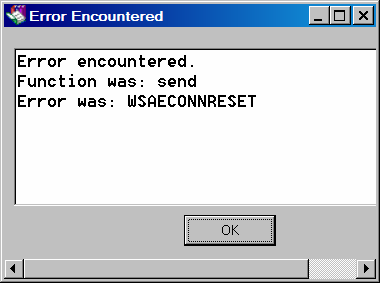 Error Encountered
Error encountered.
Function was: send
Error was: WSAECONNRESET
OK